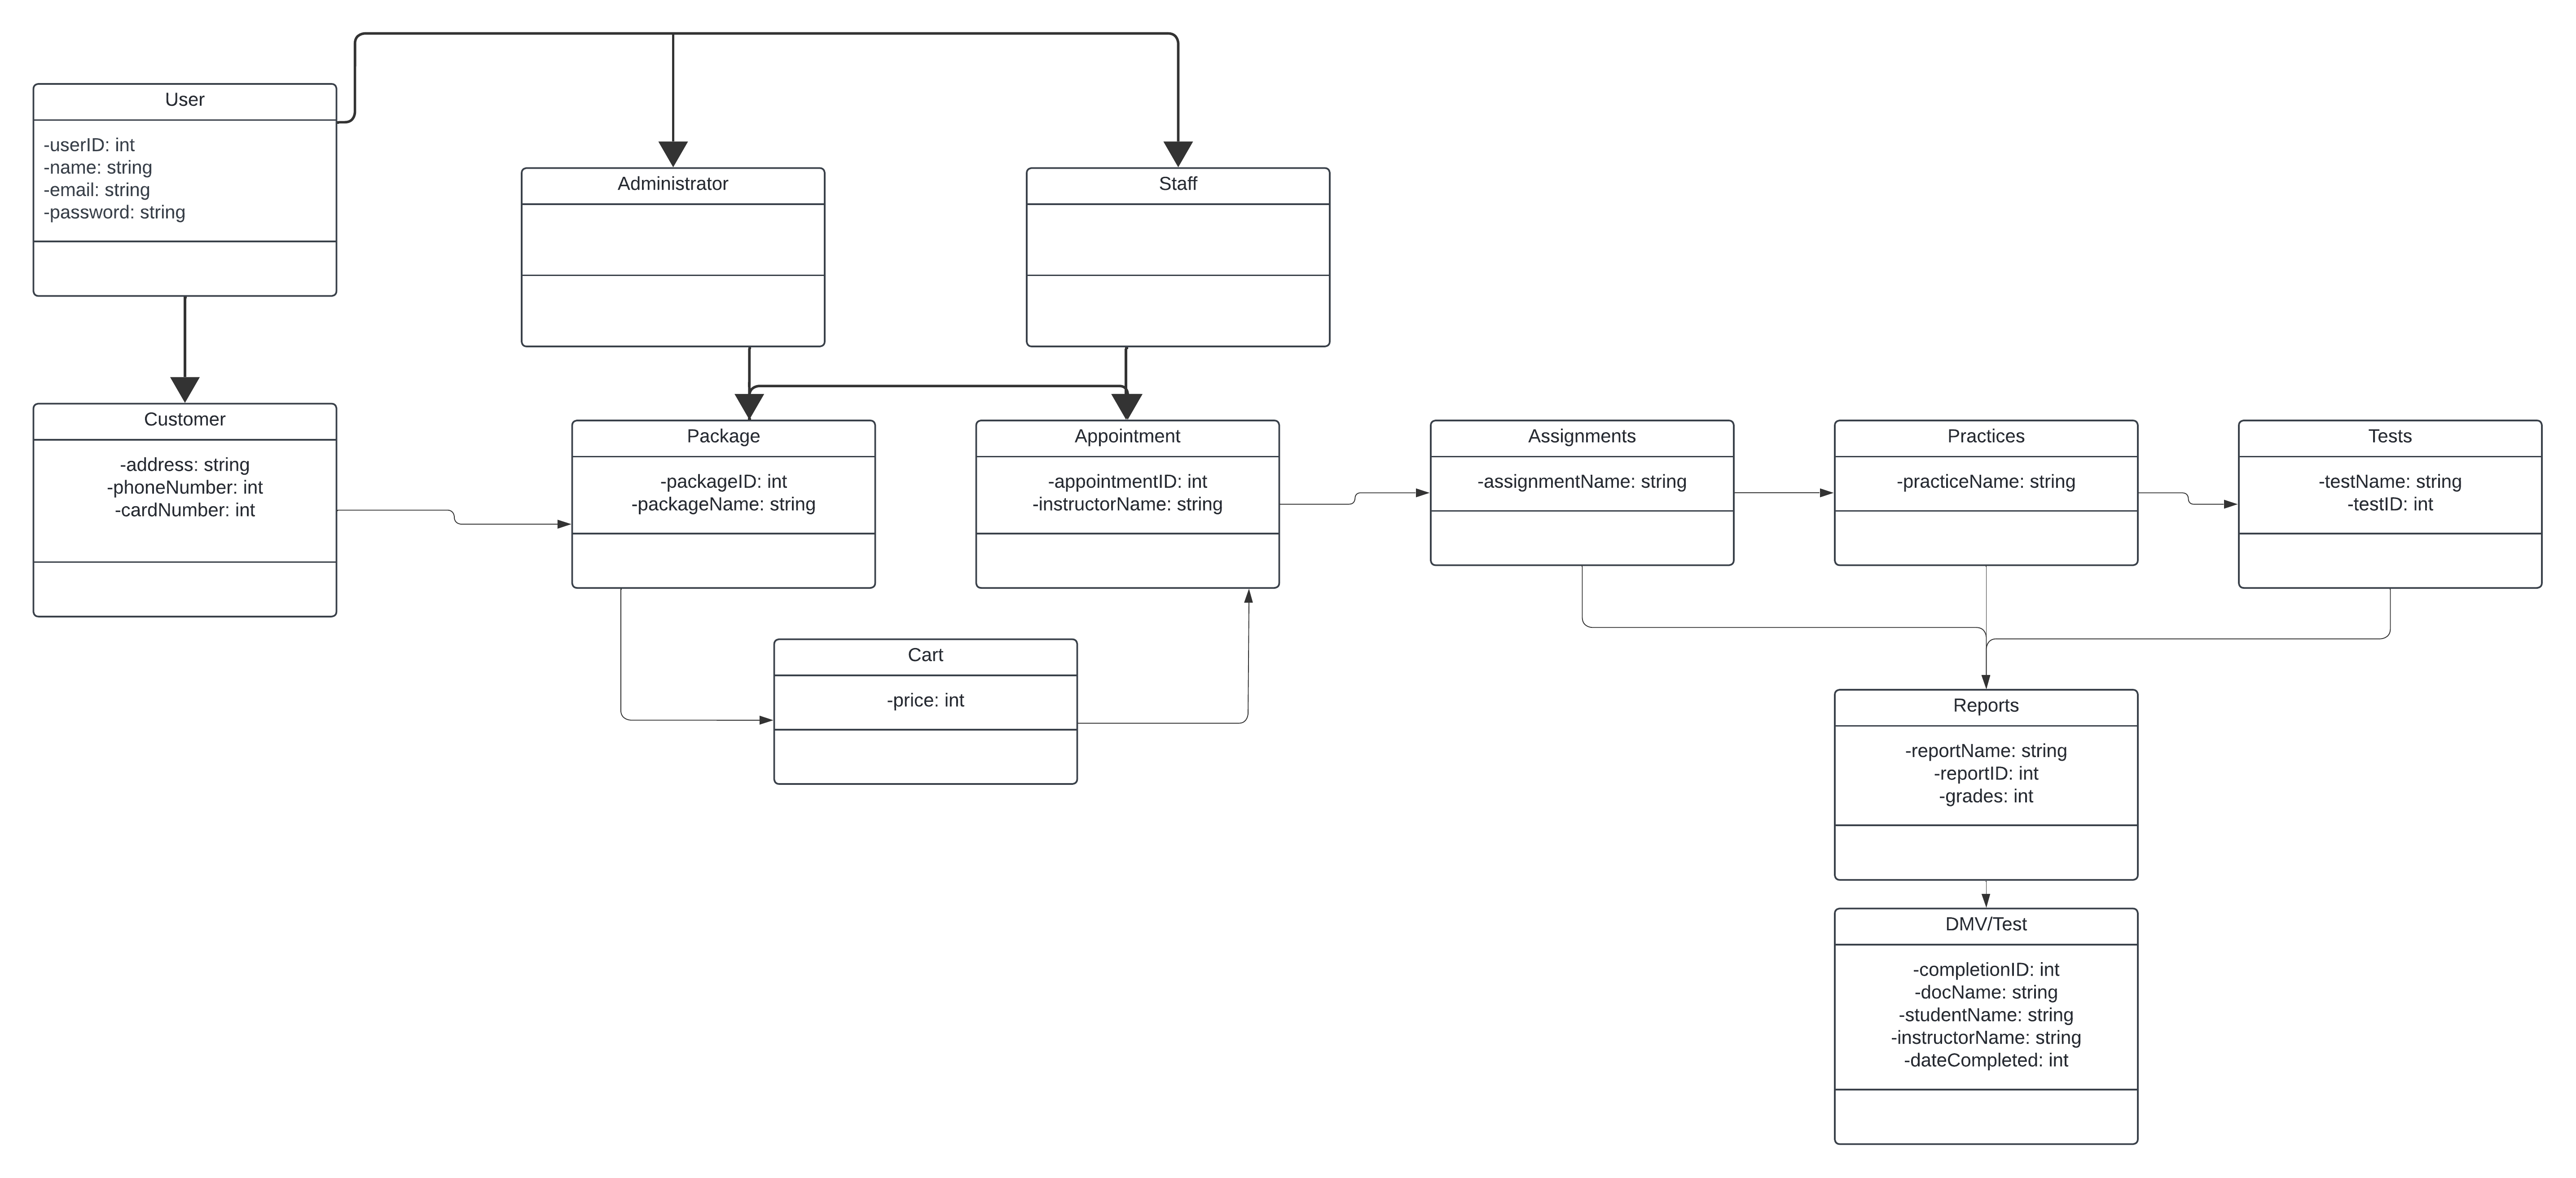 User
-userID: int
-name: string
-email: string
-password: string
Administrator
Staff
Customer
-address: string
-phoneNumber: int
-cardNumber: int
Package
-packageID: int
-packageName: string
Appointment
-appointmentID: int
-instructorName: string
Assignments
-assignmentName: string
Practices
-practiceName: string
Tests
-testName: string
-testID: int
Cart
-price: int
Reports
-reportName: string
-reportID: int
-grades: int
DMV/Test
-completionID: int
-docName: string
-studentName: string
-instructorName: string
-dateCompleted: int